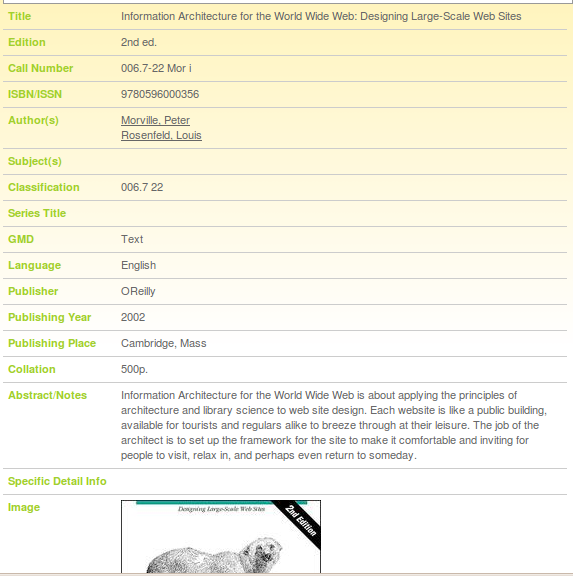 Title Information Architecture for the World Wide Web: Designing Large-Scale Web Sites
Edition 2nd ed.
Call Number 006.7-22 Mor i
ISBN/ISSN 9780596000356
Author(s) Morville, Peter
Rosenfeld, Louis
Subject(s)
Classification 006.7 22
Series Title
GMD Text
Language English
Publisher OReilly
Publishing Year 2002
Publishing Place Cambridge, Mass
Collation 500p.
Abstract/Notes Information Architecture for the World Wide Web is about applying the principles of
architecture and library science to web site design. Each website is like a public building,
available for tourists and regulars alike to breeze through at their leisure. The job of the
architect is to set up the framework for the site to make it comfortable and inviting for
people to visit, relax in, and perhaps even return to someday.
Specific Detail Info
Image
Designing Large-Scale Web Sites
2nd Edition